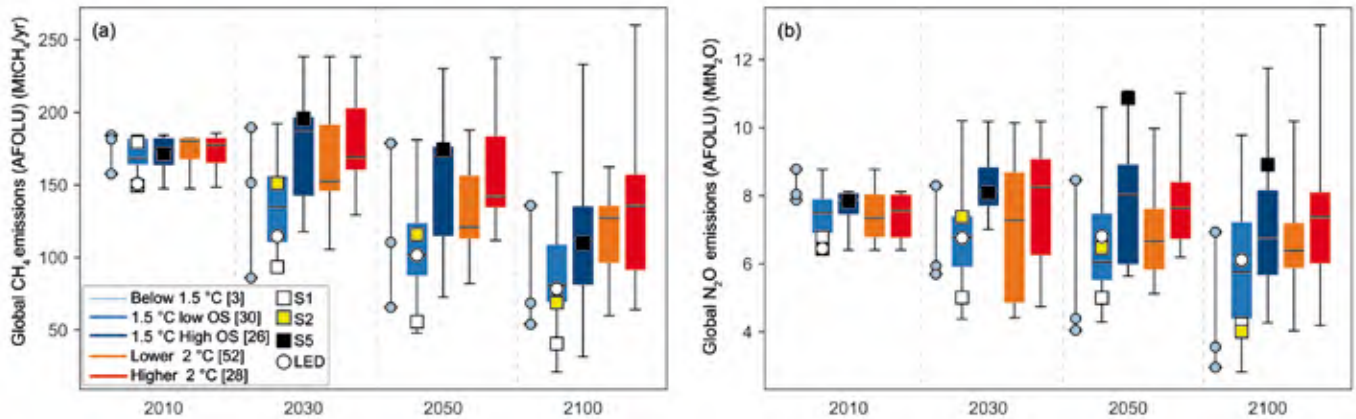 (a)
Global CH₄ emissions (AFOLU) (MtCH₄/yr)
250
200
150
100
50
Below 1.5 °C [3]
1.5 °C low OS [30]
1.5 °C High OS [26]
Lower 2 °C [52]
Higher 2 °C [28]
S1
S2
S5
LED
2010
2030
2050
2100
(b)
Global N₂O emissions (AFOLU) (MtN₂O)
12
10
8
6
4
2010
2030
2050
2100